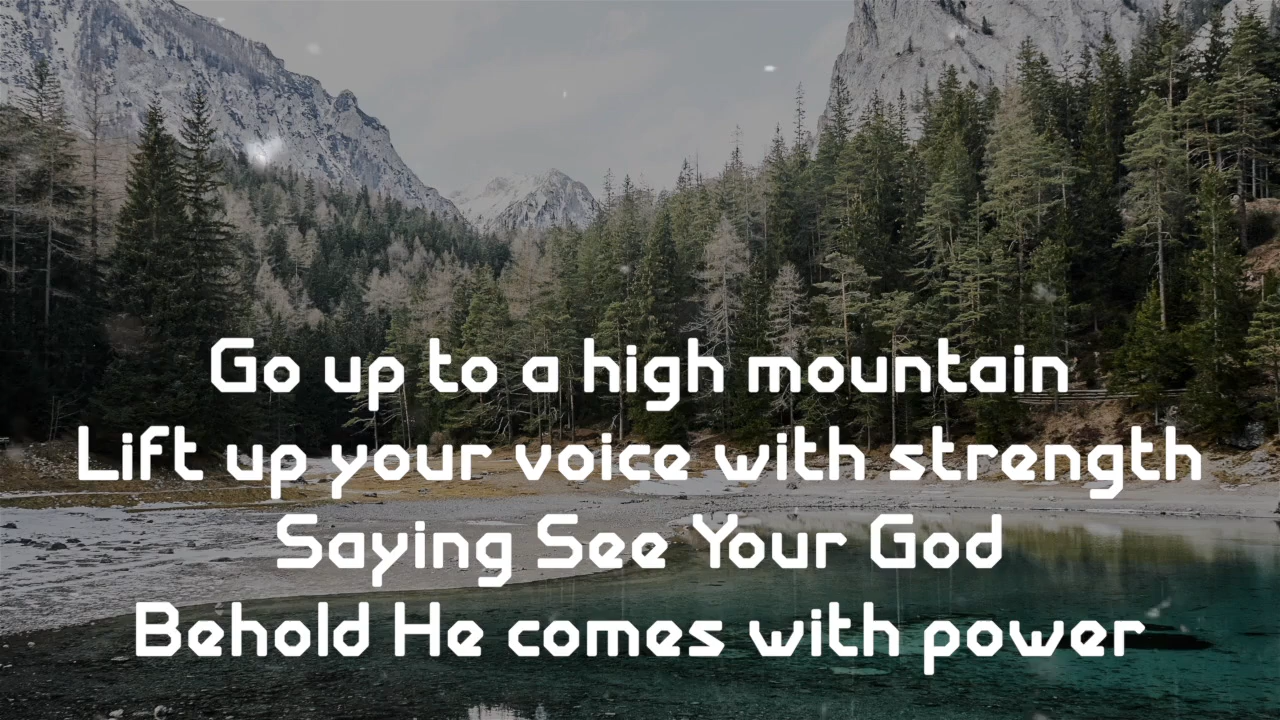 Go up to a high mountain
Lift up your voice with strength
Saying See Your God
Behold He comes with power